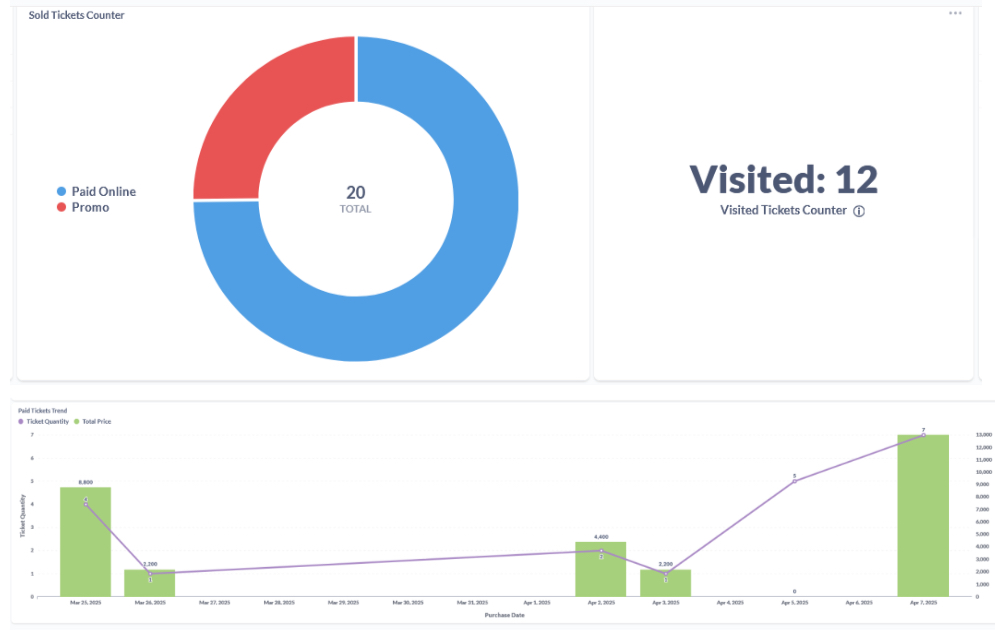 Sold Tickets Counter
Paid Online
Promo
20
TOTAL
Visited: 12
Visited Tickets Counter
Paid Tickets Trend
Ticket Quantity
Total Price
7
6
5
4
3
2
1
0
Ticket Quantity
8,800
4
2,200
1
4,400
2
2,200
1
5
0
7
13,000
12,000
11,000
10,000
9,000
8,000
7,000
6,000
5,000
4,000
3,000
2,000
1,000
0
Mar 25, 2025
Mar 26, 2025
Mar 27, 2025
Mar 28, 2025
Mar 29, 2025
Mar 30, 2025
Mar 31, 2025
Apr 1, 2025
Apr 2, 2025
Apr 3, 2025
Apr 4, 2025
Apr 5, 2025
Apr 6, 2025
Apr 7, 2025
Purchase Date